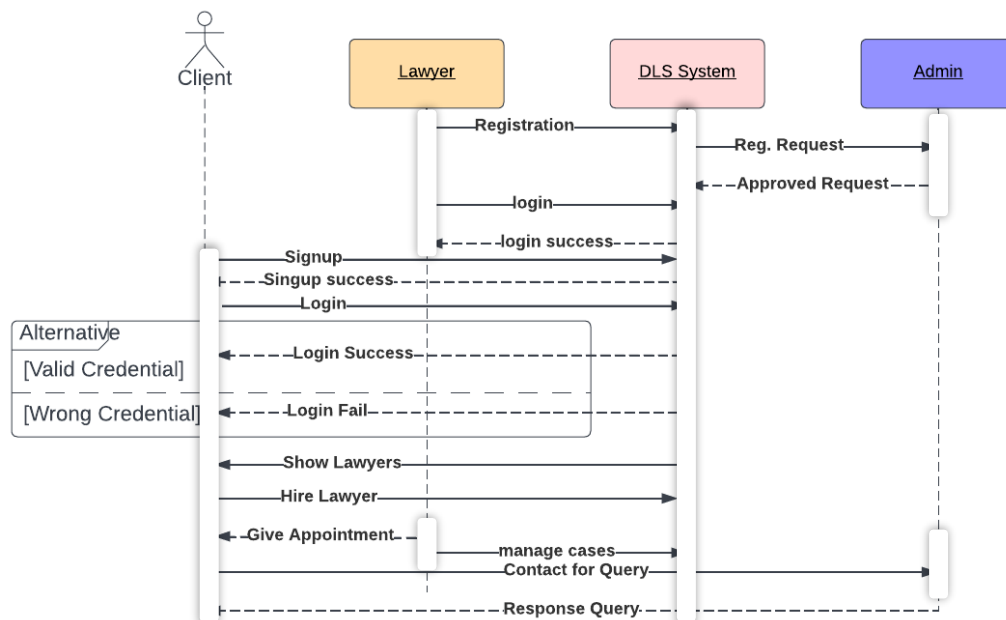 Client
Lawyer
DLS System
Admin
Registration
Reg. Request
Approved Request
login
login success
Signup
Singup success
Login
Alternative
Login Success
[Valid Credential]
Login Fail
[Wrong Credential]
Show Lawyers
Hire Lawyer
Give Appointment
manage cases
Contact for Query
Response Query